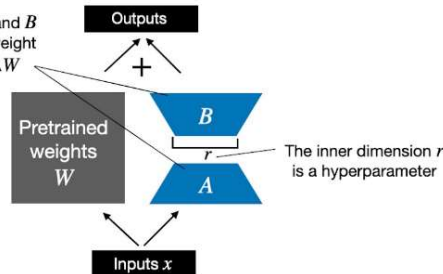 Outputs
and B
eight
W
+
Pretrained
weights
W
B
r
The inner dimension r
is a hyperparameter
A
Inputs x